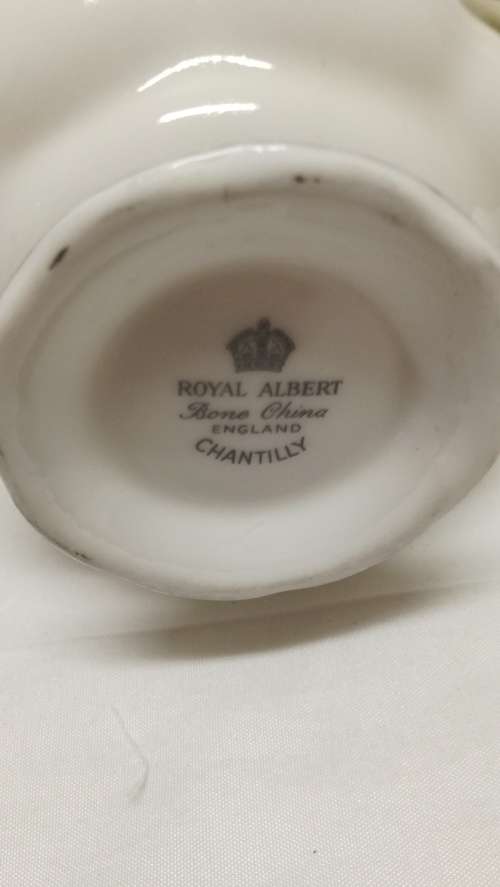 ROYAL ALBERT
Bone China
ENGLAND
CHANTILLY